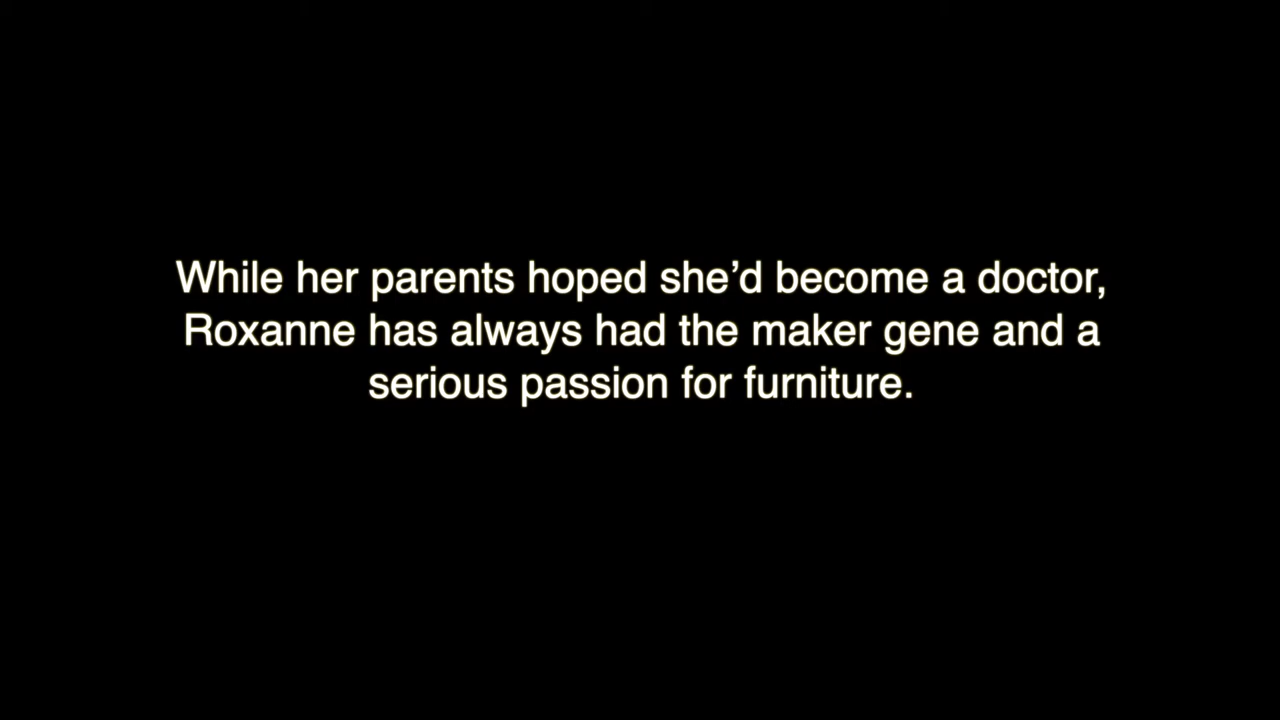 While her parents hoped she’d become a doctor,
Roxanne has always had the maker gene and a
serious passion for furniture.